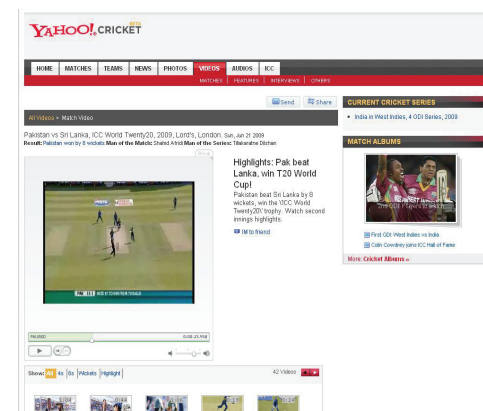 YAHOO! CRICKET BETA
HOME MATCHES TEAMS NEWS PHOTOS VIDEOS AUDIOS ICC
MATCHES | FEATURES | INTERVIEWS | OTHERS
Send Share
All Videos > Match Video
Pakistan vs Sri Lanka, ICC World Twenty20, 2009, Lord's, London. Sun, Jun 21 2009
Result: Pakistan won by 8 wickets Man of the Match: Shahid Afridi Man of the Series: Tillakaratne Dilshan
Highlights: Pak beat
Lanka, win T20 World
Cup!
Pakistan beat Sri Lanka by 8
wickets, win the \'ICC World
Twenty20\' trophy. Watch second
innings highlights.
IM to friend
PAUSED
Show: All 4s |6s |Wickets |Highlight|
42 Videos
1:04
0:44
CURRENT CRICKET SERIES
• India in West Indies, 4 ODI Series, 2009
MATCH ALBUMS
First ODI: West Indies vs India
Colin Cowdrey joins ICC Hall of Fame
More: Cricket Albums »